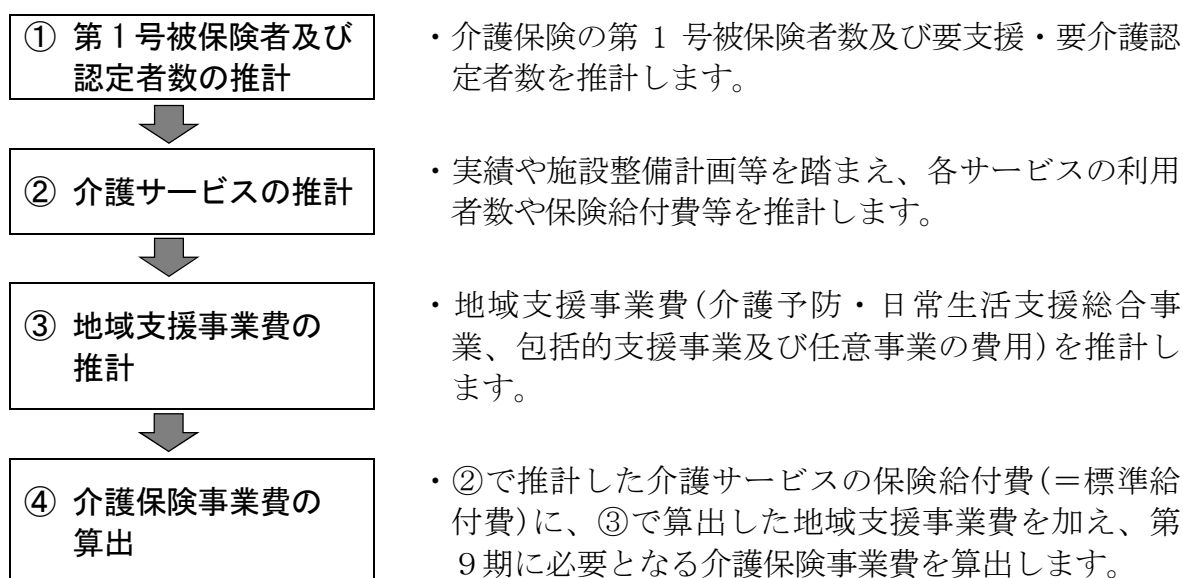 ① 第１号被保険者及び
認定者数の推計
・介護保険の第 1 号被保険者数及び要支援・要介護認
定者数を推計します。
② 介護サービスの推計
・実績や施設整備計画等を踏まえ、各サービスの利用
者数や保険給付費等を推計します。
③ 地域支援事業費の
推計
・地域支援事業費(介護予防・日常生活支援総合事
業、包括的支援事業及び任意事業の費用)を推計し
ます。
④ 介護保険事業費の
算出
・②で推計した介護サービスの保険給付費(＝標準給
付費)に、③で算出した地域支援事業費を加え、第
９期に必要となる介護保険事業費を算出します。